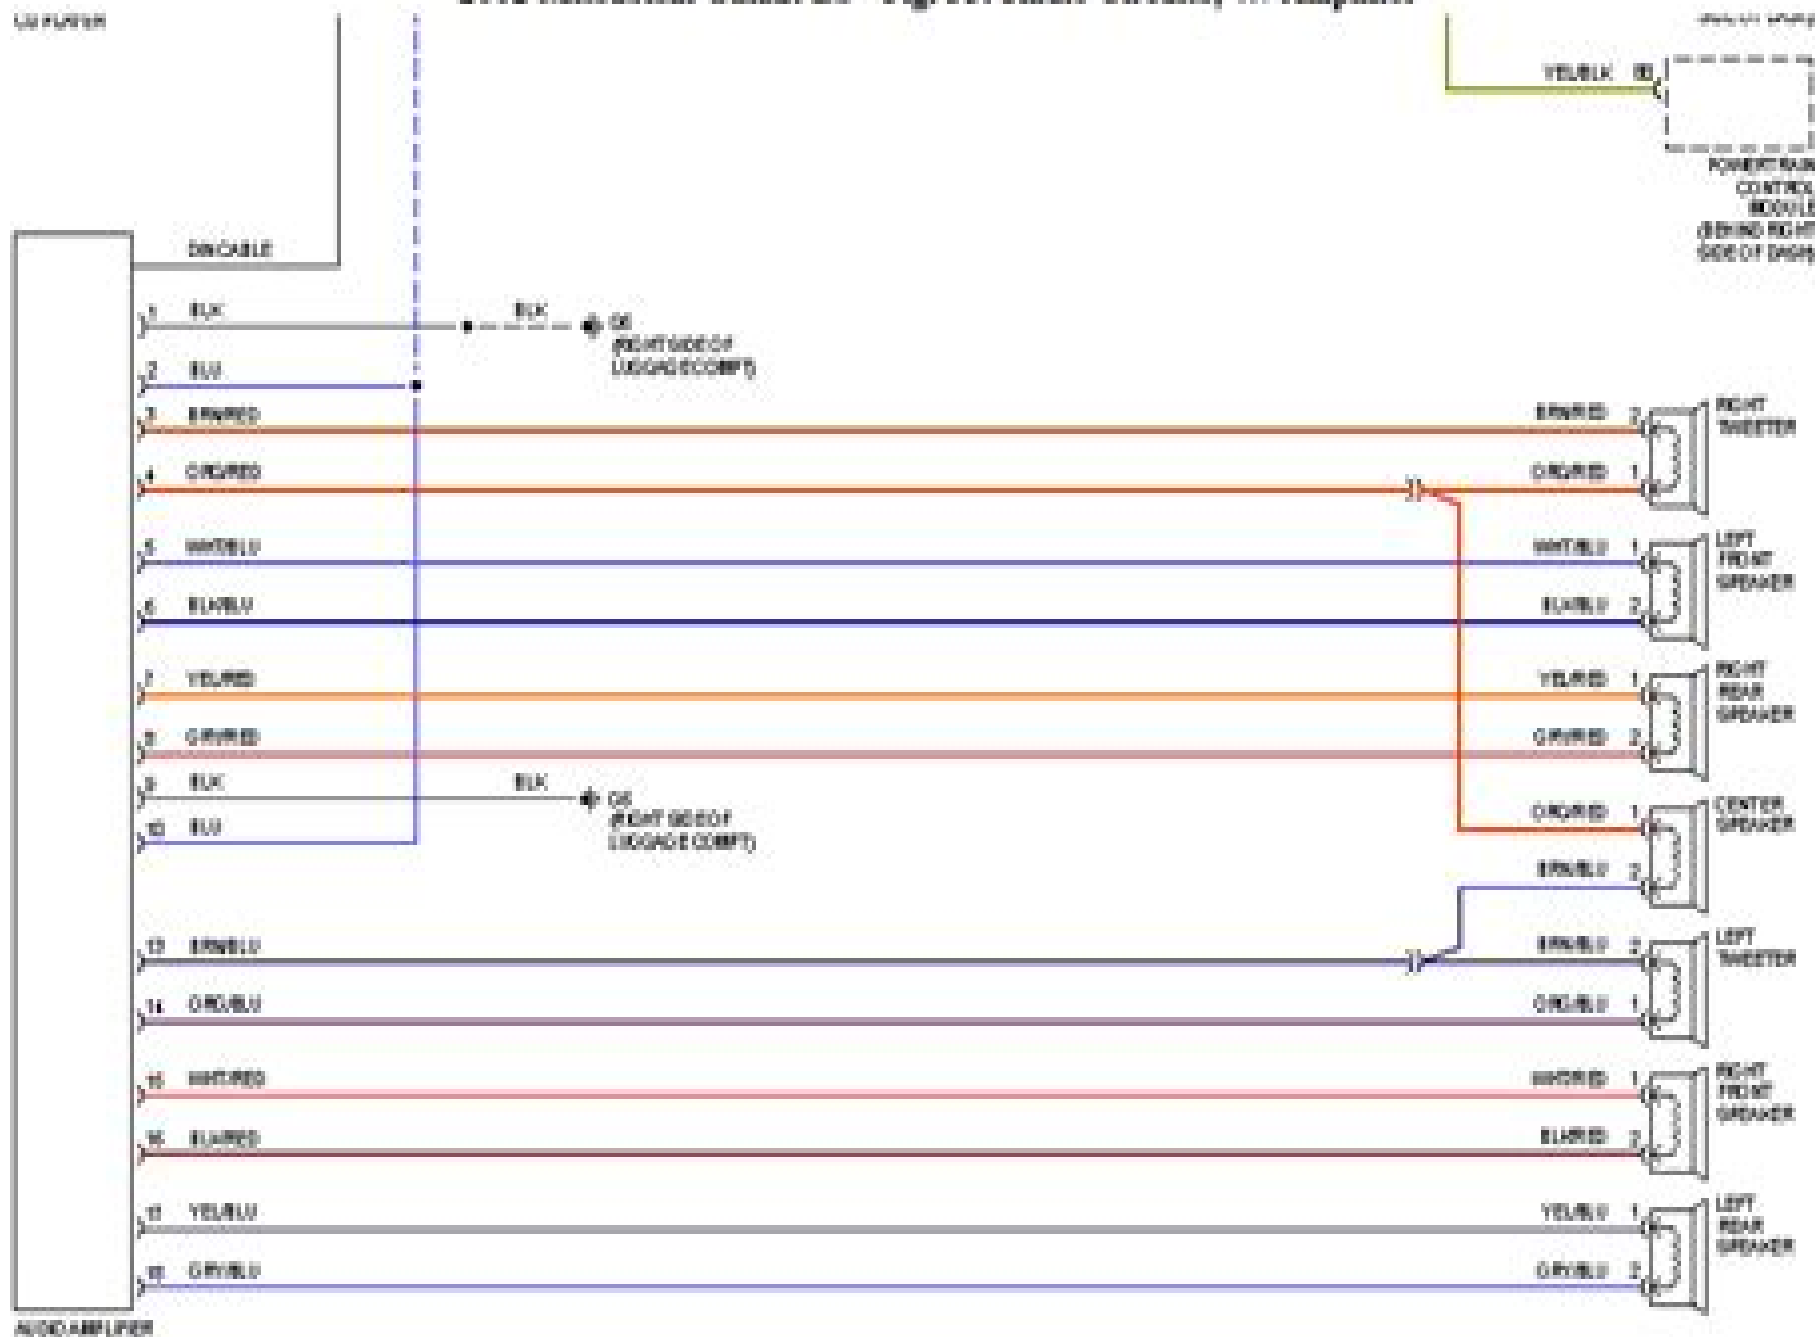 CD PLAYER
YEL/BLK
POWERTRAIN
CONTROL
MODULE
(BEHIND RIGHT
SIDE OF DASH)
DIN CABLE
1 BLK
BLK
(RIGHT SIDE OF
LUGGAGE COMPT)
2 BLU
3 BRN/RED
BRN/RED 2
RIGHT
TWEETER
4 ORG/RED
ORG/RED 1
5 WHT/BLU
WHT/BLU 1
LEFT
FRONT
SPEAKER
6 BLK/BLU
BLK/BLU 2
7 YEL/RED
YEL/RED 1
RIGHT
REAR
SPEAKER
8 GRY/RED
GRY/RED 2
9 BLK
BLK
(RIGHT SIDE OF
LUGGAGE COMPT)
10 BLU
ORG/RED 1
CENTER
SPEAKER
BRN/BLU 2
13 BRN/BLU
BRN/BLU 2
LEFT
TWEETER
14 ORG/BLU
ORG/BLU 1
15 WHT/RED
WHT/RED 1
RIGHT
FRONT
SPEAKER
16 BLK/RED
BLK/RED 2
17 YEL/BLU
YEL/BLU 1
LEFT
REAR
SPEAKER
18 GRY/BLU
GRY/BLU 2
AUDIO AMPLIFIER